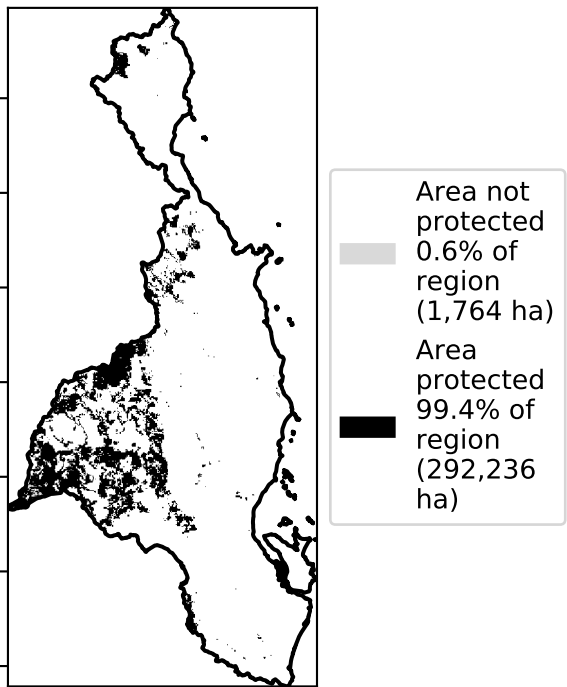 Area not
protected
0.6% of
region
(1,764 ha)
Area
protected
99.4% of
region
(292,236
ha)